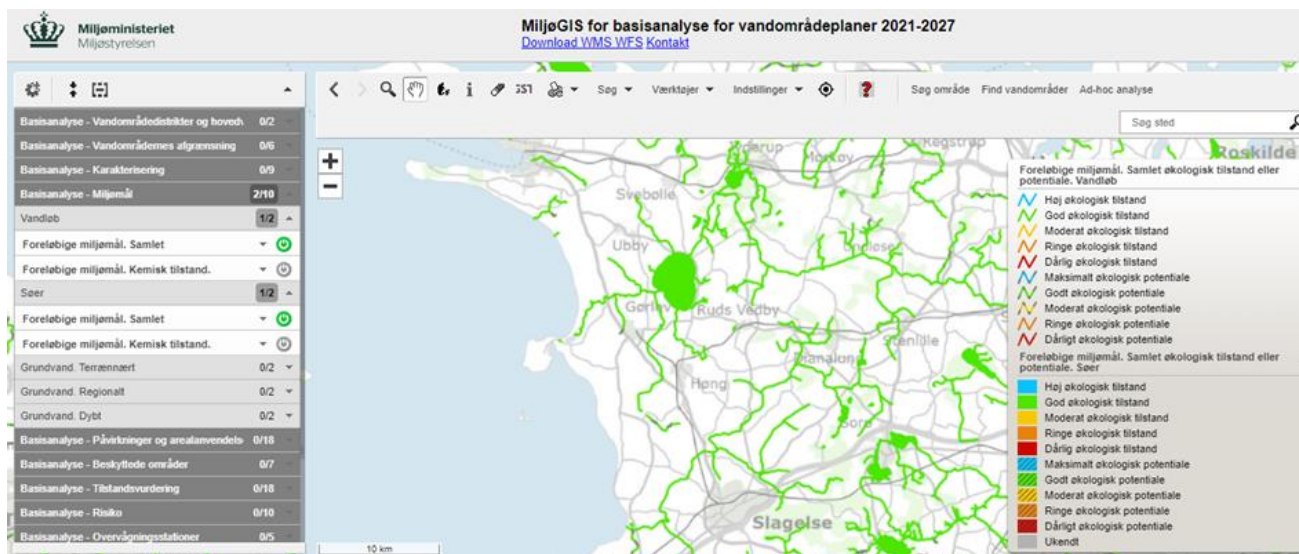 Miljøministeriet
Miljøstyrelsen
MiljøGIS for basisanalyse for vandområdeplaner 2021-2027
Download WMS WFS Kontakt
Søg
Værktøjer
Indstillinger
Søg område
Find vandområder
Ad-hoc analyse
Søg sted
Basisanalyse - Vandområdedistrikter og hovedv 0/2
Basisanalyse - Vandområdernes afgrænsning 0/6
Basisanalyse - Karakterisering 0/9
Basisanalyse - Miljømål 2/10
Vandløb 1/2
Foreløbige miljømål. Samlet
Foreløbige miljømål. Kemisk tilstand.
Søer 1/2
Foreløbige miljømål. Samlet
Foreløbige miljømål. Kemisk tilstand.
Grundvand. Terrænnært 0/2
Grundvand. Regionalt 0/2
Grundvand. Dybt 0/2
Basisanalyse - Påvirkninger og arealanvendels 0/18
Basisanalyse - Beskyttede områder 0/7
Basisanalyse - Tilstandsvurdering 0/18
Basisanalyse - Risiko 0/10
Basisanalyse - Overvågningsstationer 0/5
+
−
Mørkøv
Regstrup
Roskilde
Svebølle
Ubby
Undløse
Gørlev
Ruds Vedby
Stenlille
Dianalund
Høng
Sorø
Slagelse
10 km
Foreløbige miljømål. Samlet økologisk tilstand eller
potentiale. Vandløb
Høj økologisk tilstand
God økologisk tilstand
Moderat økologisk tilstand
Ringe økologisk tilstand
Dårlig økologisk tilstand
Maksimalt økologisk potentiale
Godt økologisk potentiale
Moderat økologisk potentiale
Ringe økologisk potentiale
Dårligt økologisk potentiale
Foreløbige miljømål. Samlet økologisk tilstand eller
potentiale. Søer
Høj økologisk tilstand
God økologisk tilstand
Moderat økologisk tilstand
Ringe økologisk tilstand
Dårlig økologisk tilstand
Maksimalt økologisk potentiale
Godt økologisk potentiale
Moderat økologisk potentiale
Ringe økologisk potentiale
Dårligt økologisk potentiale
Ukendt